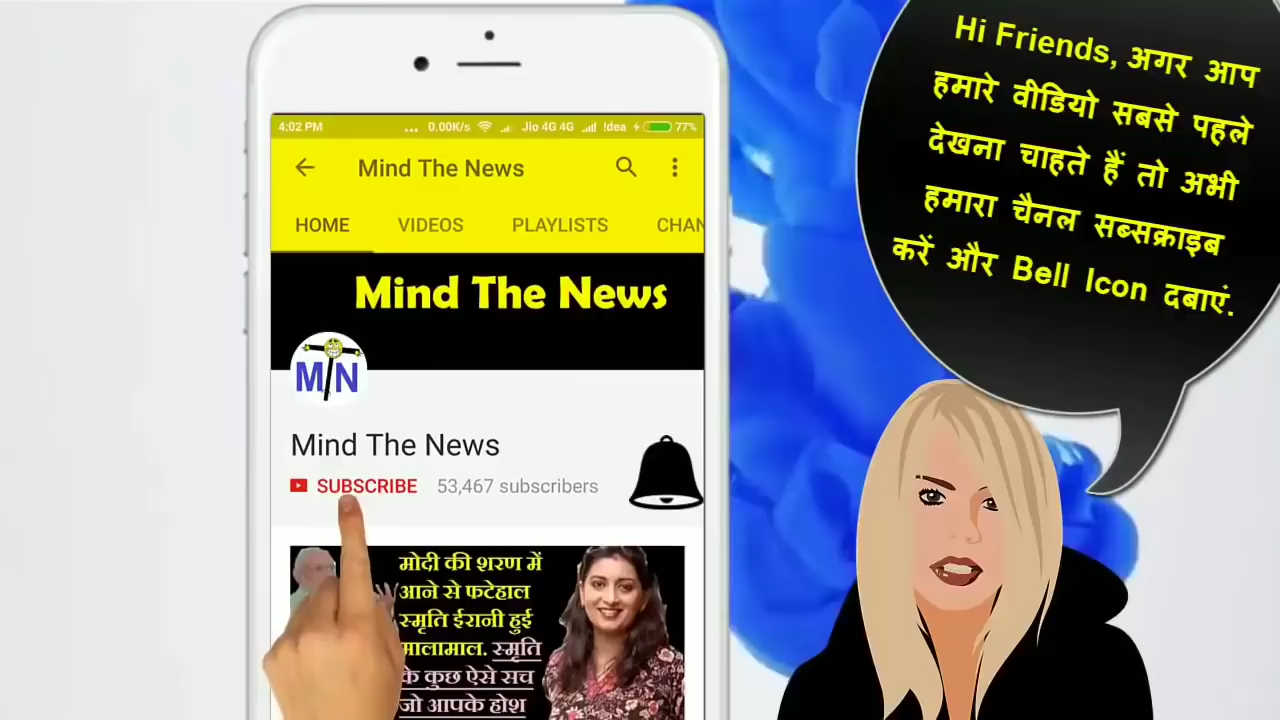 Hi Friends, अगर आप
हमारे वीडियो सबसे पहले
देखना चाहते हैं तो अभी
हमारा चैनल सब्सक्राइब
करें और Bell Icon दबाएं.
4:02 PM ... 0.00K/s Jio 4G 4G !dea 77%
Mind The News
HOME VIDEOS PLAYLISTS CHAN
Mind The News
MN
Mind The News
SUBSCRIBE 53,467 subscribers
मोदी की शरण में
आने से फटेहाल
स्मृति ईरानी हुई
मालामाल. स्मृति
के कुछ ऐसे सच
जो आपके होश